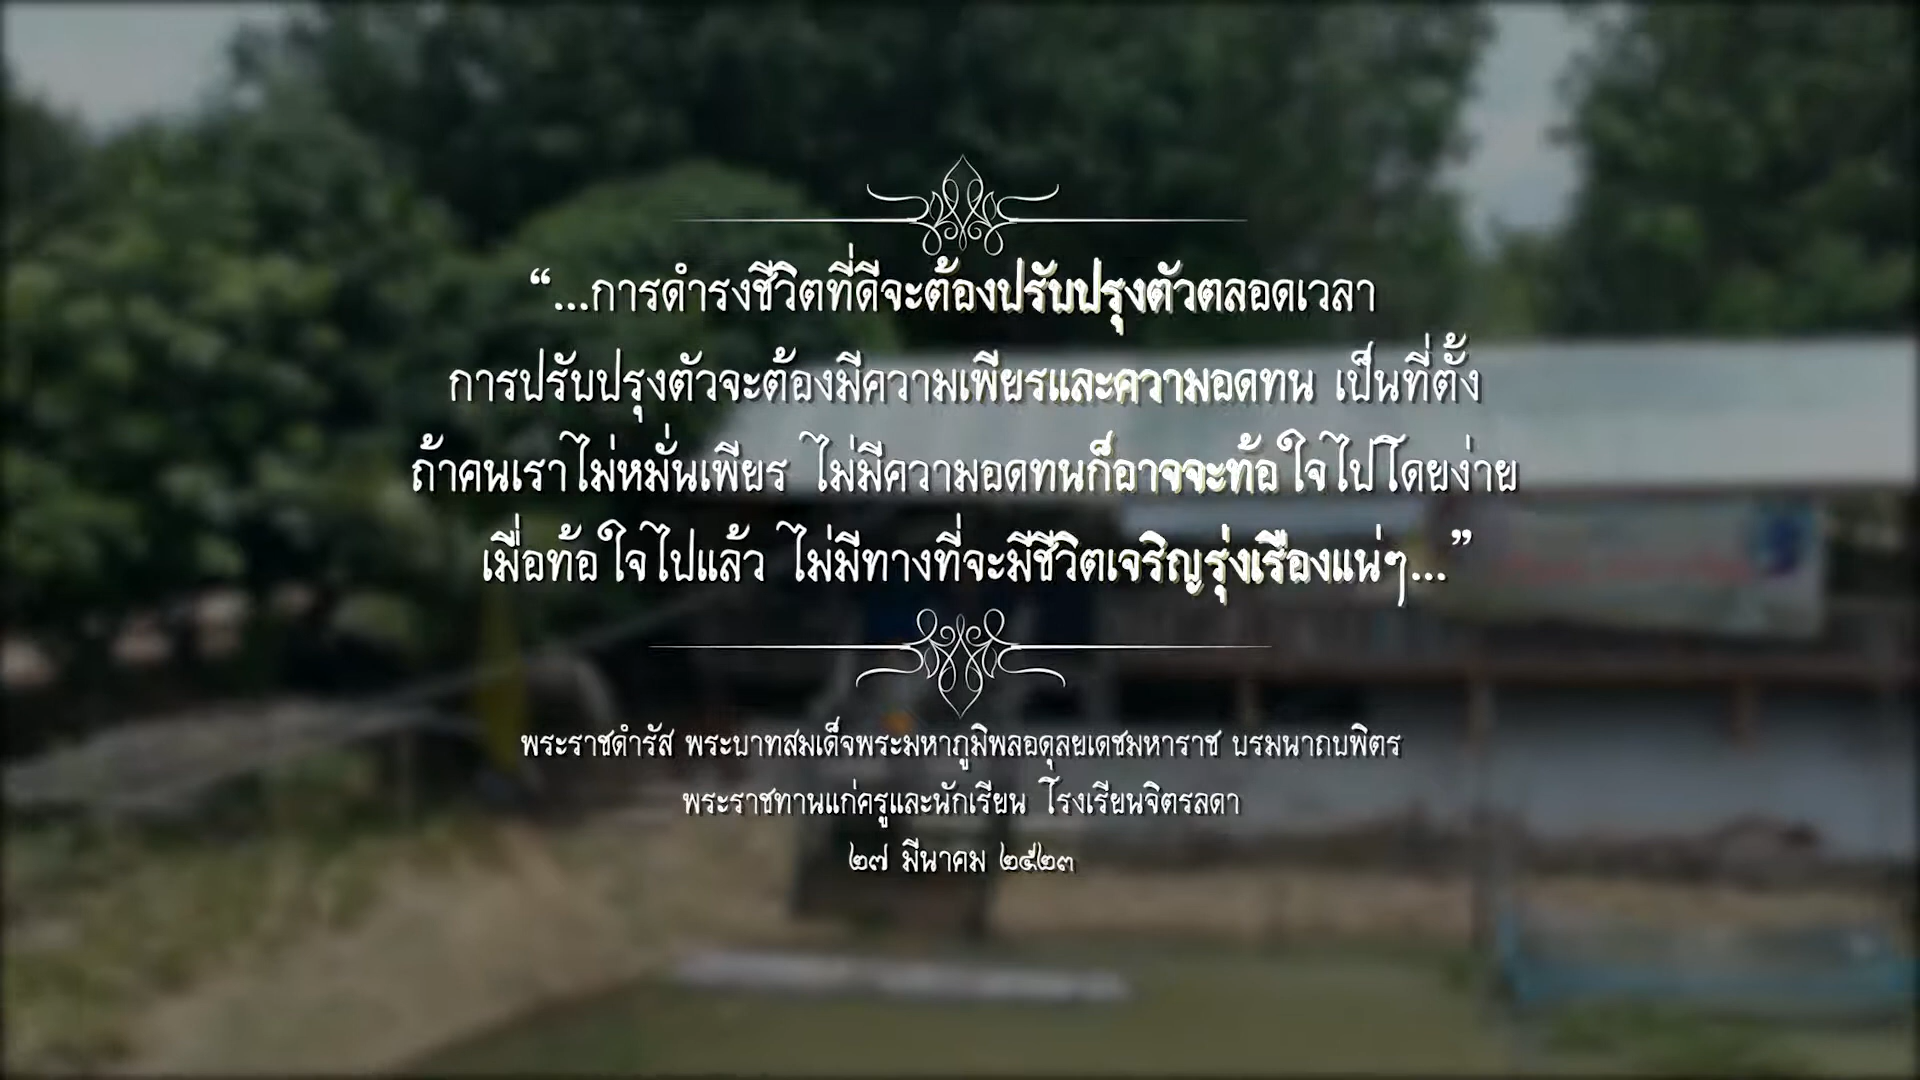 “...การดำรงชีวิตที่ดีจะต้องปรับปรุงตัวตลอดเวลา
การปรับปรุงตัวจะต้องมีความเพียรและความอดทน เป็นที่ตั้ง
ถ้าคนเราไม่หมั่นเพียร ไม่มีความอดทนก็อาจจะท้อใจไปโดยง่าย
เมื่อท้อใจไปแล้ว ไม่มีทางที่จะมีชีวิตเจริญรุ่งเรืองแน่ๆ...”
พระราชดำรัส พระบาทสมเด็จพระมหาภูมิพลอดุลยเดชมหาราช บรมนาถบพิตร
พระราชทานแก่ครูและนักเรียน โรงเรียนจิตรลดา
๒๗ มีนาคม ๒๕๒๓